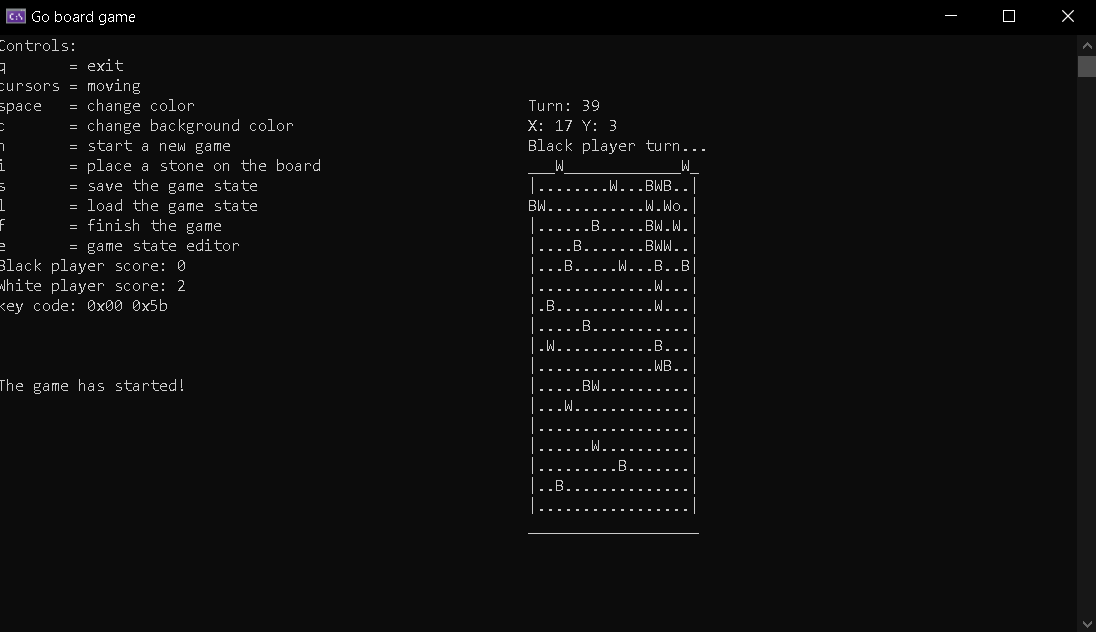 Go board game
Controls:
q       = exit
cursors = moving
space   = change color
c       = change background color
n       = start a new game
i       = place a stone on the board
s       = save the game state
l       = load the game state
f       = finish the game
e       = game state editor
Black player score: 0
White player score: 2
key code: 0x00 0x5b
The game has started!
Turn: 39
X: 17 Y: 3
Black player turn...
___W_____________W_
|........W...BWB..|
BW...........W.Wo.|
|......B.....BW.W.|
|....B.......BWW..|
|...B.....W...B..B|
|.............W...|
|.B...........W...|
|.....B...........|
|.W...........B...|
|.............WB..|
|.....BW..........|
|...W.............|
|.................|
|......W..........|
|.........B.......|
|..B..............|
|.................|
___________________